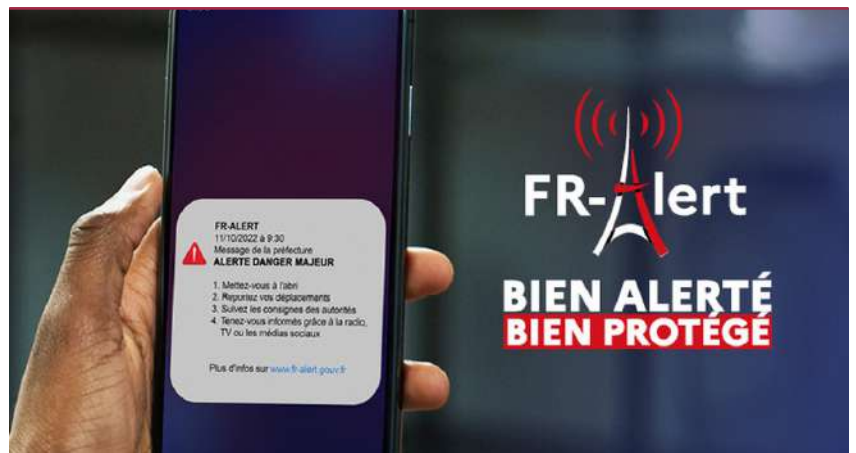 FR-ALERT
11/10/2022 à 9:30
Message de la préfecture
ALERTE DANGER MAJEUR
1. Mettez-vous à l'abri
2. Reportez vos déplacements
3. Suivez les consignes des autorités
4. Tenez-vous informés grâce à la radio,
TV ou les médias sociaux
Plus d'infos sur www.fr-alert.gouv.fr
FR-Alert
BIEN ALERTÉ
BIEN PROTÉGÉ